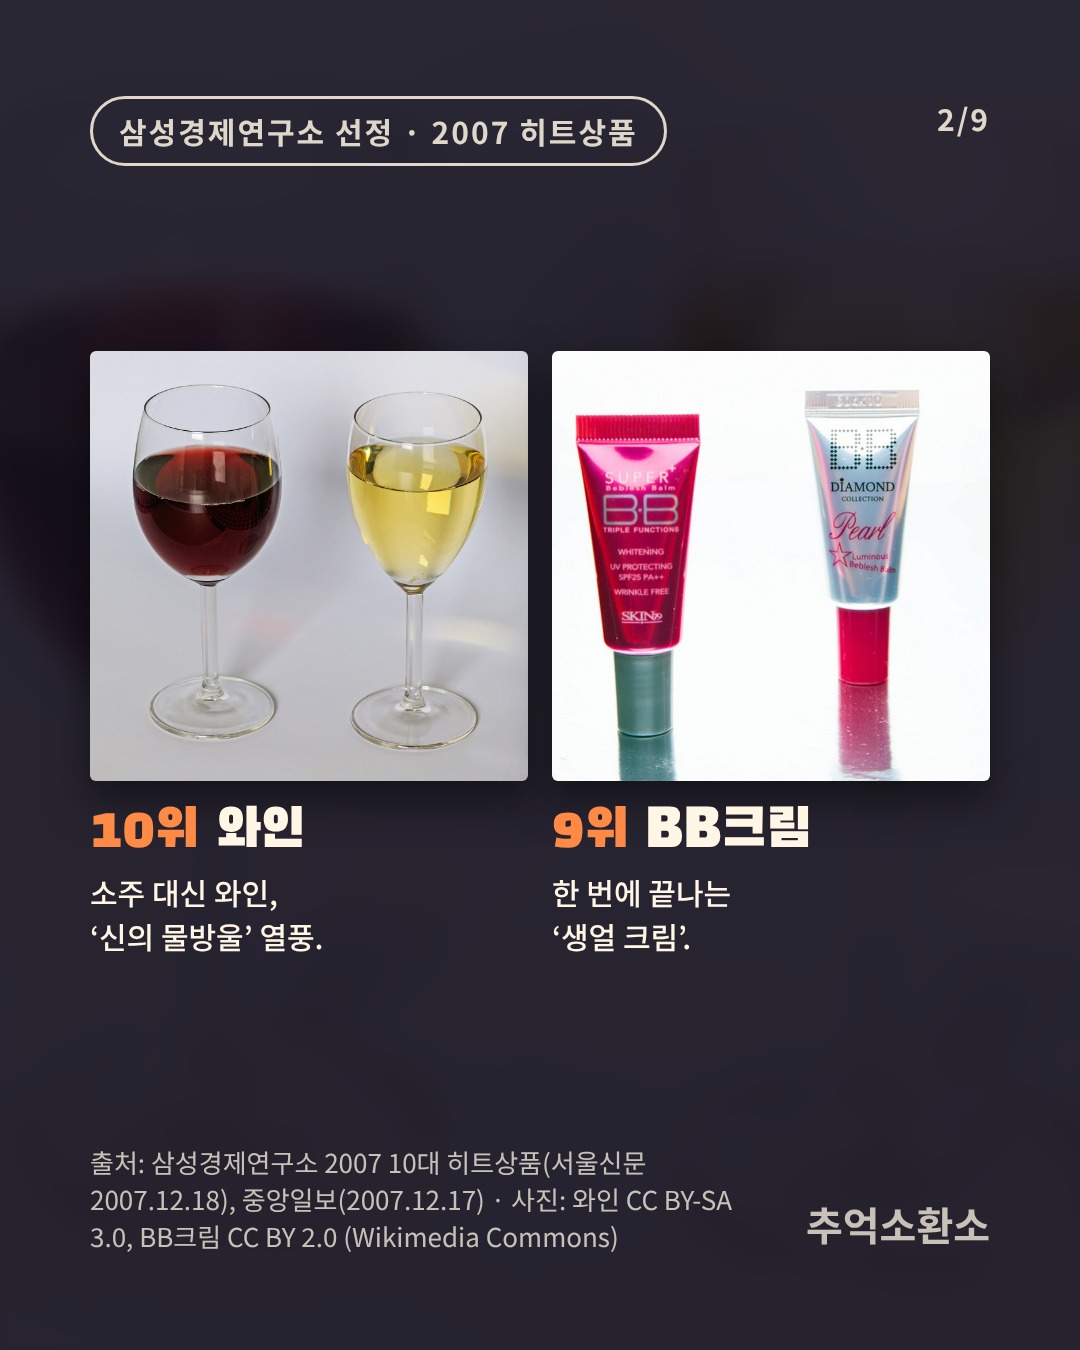 삼성경제연구소 선정 · 2007 히트상품
2/9
SUPER+
Beblesh Balm
B·B
TRIPLE FUNCTIONS
WHITENING
UV PROTECTING
SPF25 PA++
WRINKLE FREE
SKIN79
BB
DIAMOND
COLLECTION
Pearl
Luminous
Beblesh Balm
10위 와인
소주 대신 와인,
‘신의 물방울’ 열풍.
9위 BB크림
한 번에 끝나는
‘생얼 크림’.
출처: 삼성경제연구소 2007 10대 히트상품(서울신문
2007.12.18), 중앙일보(2007.12.17) · 사진: 와인 CC BY-SA
3.0, BB크림 CC BY 2.0 (Wikimedia Commons)
추억소환소